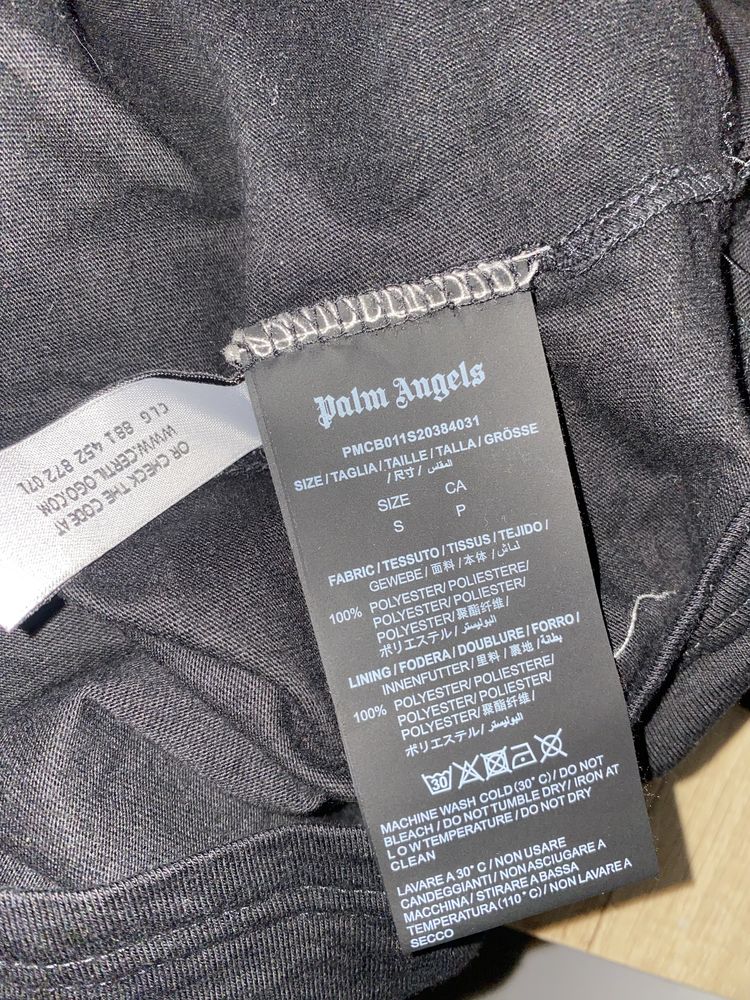 Palm Angels
PMCB011S20384031
SIZE / TAGLIA / TAILLE / TALLA / GRÖSSE
/ 尺寸 / المقس
SIZE CA
S P
FABRIC / TESSUTO / TISSUS / TEJIDO /
GEWEBE / 面料 / 本体 / قماش
100% POLYESTER/ POLIESTERE/
POLYESTER/ POLIESTER/
POLYESTER/ 聚酯纤维/
ポリエステル/ البوليستر
LINING / FODERA / DOUBLURE / FORRO /
INNENFUTTER / 里料 / 裏地 / بطانة
100% POLYESTER/ POLIESTERE/
POLYESTER/ POLIESTER/
POLYESTER/ 聚酯纤维/
ポリエステル/ البوليستر
30
MACHINE WASH COLD (30° C) / DO NOT
BLEACH / DO NOT TUMBLE DRY / IRON AT
LOW TEMPERATURE / DO NOT DRY
CLEAN
LAVARE A 30° C / NON USARE
CANDEGGIANTI / NON ASCIUGARE A
MACCHINA / STIRARE A BASSA
TEMPERATURA (110° C) / NON LAVARE A
SECCO
OR CHECK THE CODE AT
WWW.CERTILOGO.COM
CLG 881 452 872 071